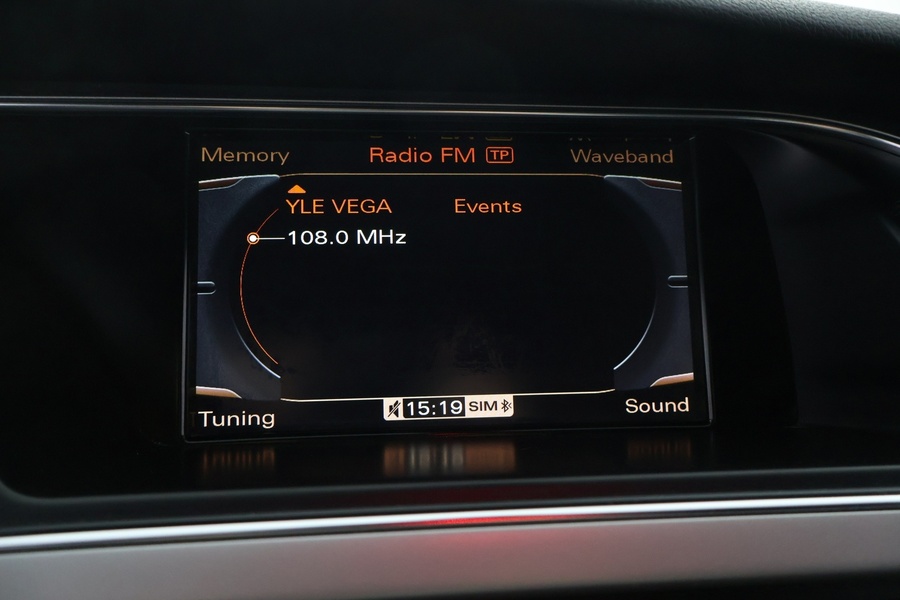 Memory Radio FM TP Waveband
YLE VEGA Events
108.0 MHz
15:19 SIM
Tuning Sound